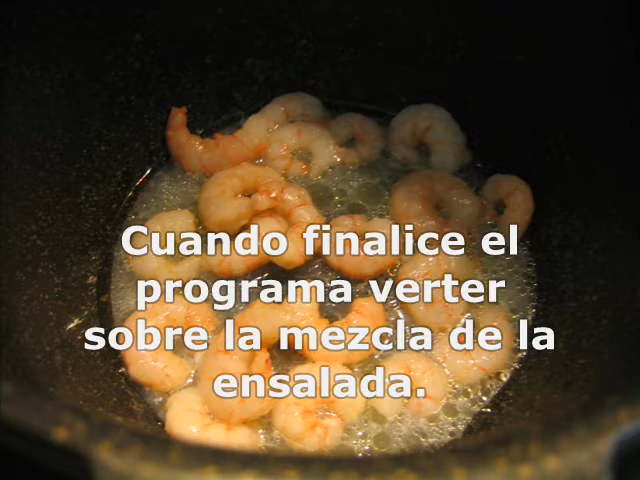 Cuando finalice el
programa verter
sobre la mezcla de la
ensalada.